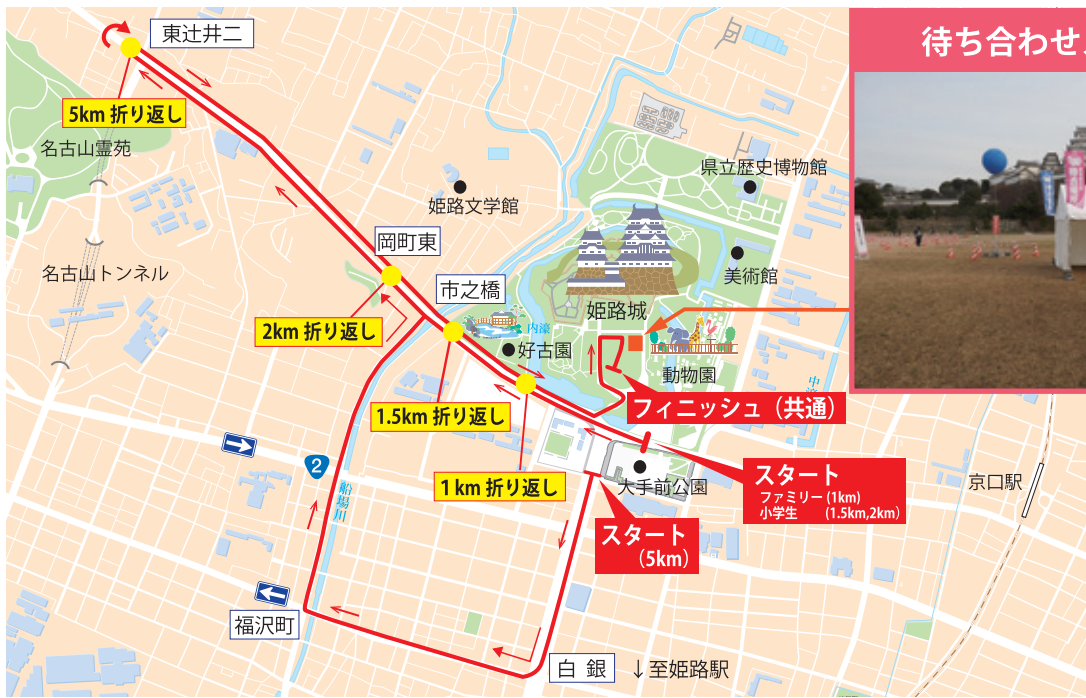 東辻井二
5km 折り返し
名古山霊苑
名古山トンネル
姫路文学館
岡町東
2km 折り返し
市之橋
内濠
好古園
1.5km 折り返し
1km 折り返し
県立歴史博物館
美術館
姫路城
動物園
フィニッシュ（共通）
大手前公園
スタート
ファミリー (1km)
小学生 (1.5km,2km)
スタート
(5km)
京口駅
2
船場川
福沢町
白 銀
↓至姫路駅
待ち合わせ